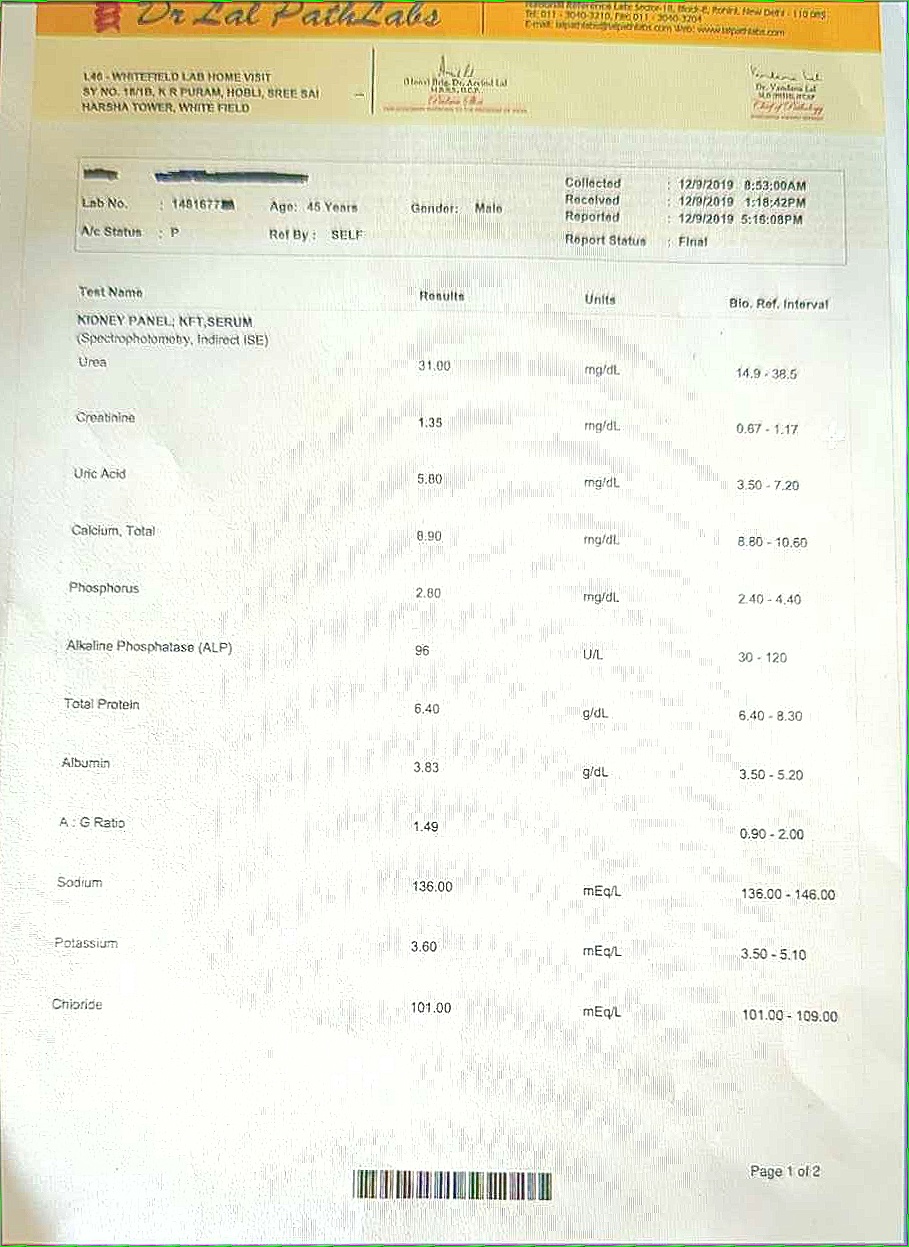 Dr Lal PathLabs
National Reference Lab: Sector-18, Block-E, Rohini, New Delhi - 110 085
Tel: 011 - 3040-3210, Fax: 011 - 3040-3204
E-mail: lalpathlabs@lalpathlabs.com Web: www.lalpathlabs.com
L46 - WHITEFIELD LAB HOME VISIT
SY NO. 18/1B, K R PURAM, HOBLI, SREE SAI
HARSHA TOWER, WHITE FIELD
(Hony) Brig. Dr. Arvind Lal
M.B.B.S., D.C.P.
Dr. Vandana Lal
Chief of Pathology
Collected : 12/9/2019 8:53:00AM
Received : 12/9/2019 1:18:42PM
Lab No. : 1481677 Age: 45 Years Gender: Male
Reported : 12/9/2019 5:16:08PM
A/c Status : P Ref By : SELF
Report Status : Final
Test Name Results Units Bio. Ref. Interval
KIDNEY PANEL; KFT,SERUM
(Spectrophotometry, Indirect ISE)
Urea 31.00 mg/dL 14.9 - 38.5
Creatinine 1.35 mg/dL 0.67 - 1.17
Uric Acid 5.80 mg/dL 3.50 - 7.20
Calcium, Total 8.90 mg/dL 8.80 - 10.60
Phosphorus 2.80 mg/dL 2.40 - 4.40
Alkaline Phosphatase (ALP) 96 U/L 30 - 120
Total Protein 6.40 g/dL 6.40 - 8.30
Albumin 3.83 g/dL 3.50 - 5.20
A : G Ratio 1.49 0.90 - 2.00
Sodium 136.00 mEq/L 136.00 - 146.00
Potassium 3.60 mEq/L 3.50 - 5.10
Chloride 101.00 mEq/L 101.00 - 109.00
Page 1 of 2